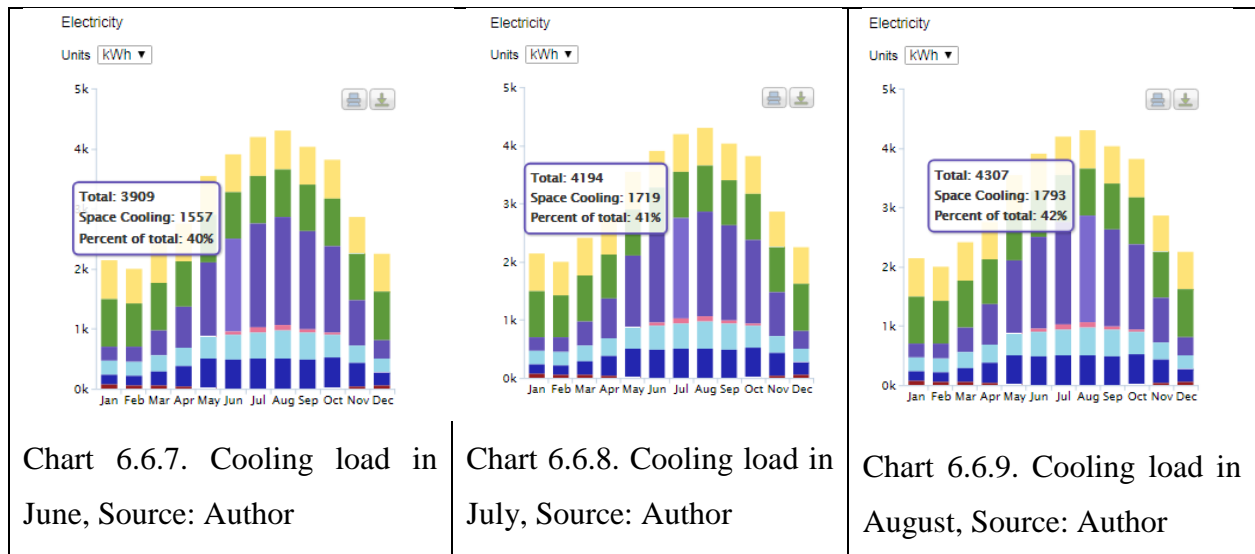 Electricity
Units kWh ▼
5k
4k
Total: 3909
Space Cooling: 1557
Percent of total: 40%
2k
1k
0k
Jan Feb Mar Apr May Jun Jul Aug Sep Oct Nov Dec
Chart 6.6.7. Cooling load in
June, Source: Author
Electricity
Units kWh ▼
5k
4k
Total: 4194
Space Cooling: 1719
Percent of total: 41%
3k
2k
1k
0k
Jan Feb Mar Apr May Jun Jul Aug Sep Oct Nov Dec
Chart 6.6.8. Cooling load in
July, Source: Author
Electricity
Units kWh ▼
5k
4k
Total: 4307
Space Cooling: 1793
Percent of total: 42%
3k
2k
1k
0k
Jan Feb Mar Apr May Jun Jul Aug Sep Oct Nov Dec
Chart 6.6.9. Cooling load in
August, Source: Author